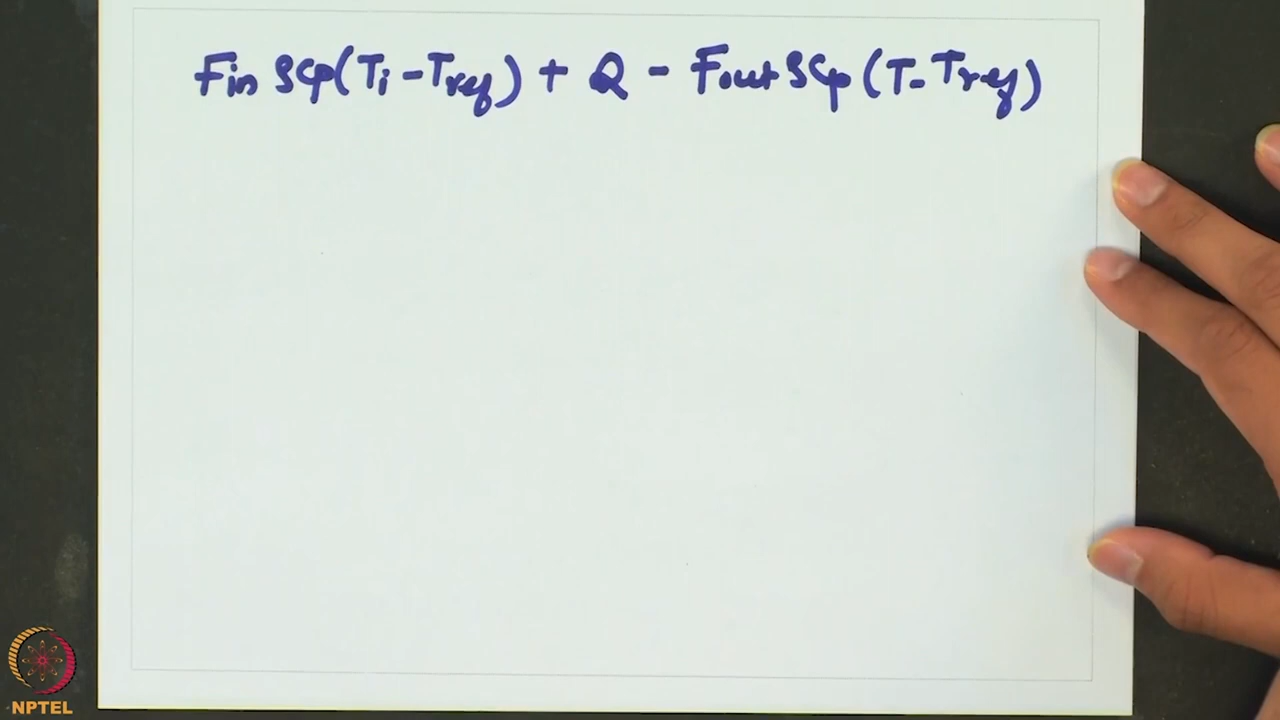 Fin ρCp(Ti - Tref) + Q - Fout ρCp (T - Tref)
NPTEL